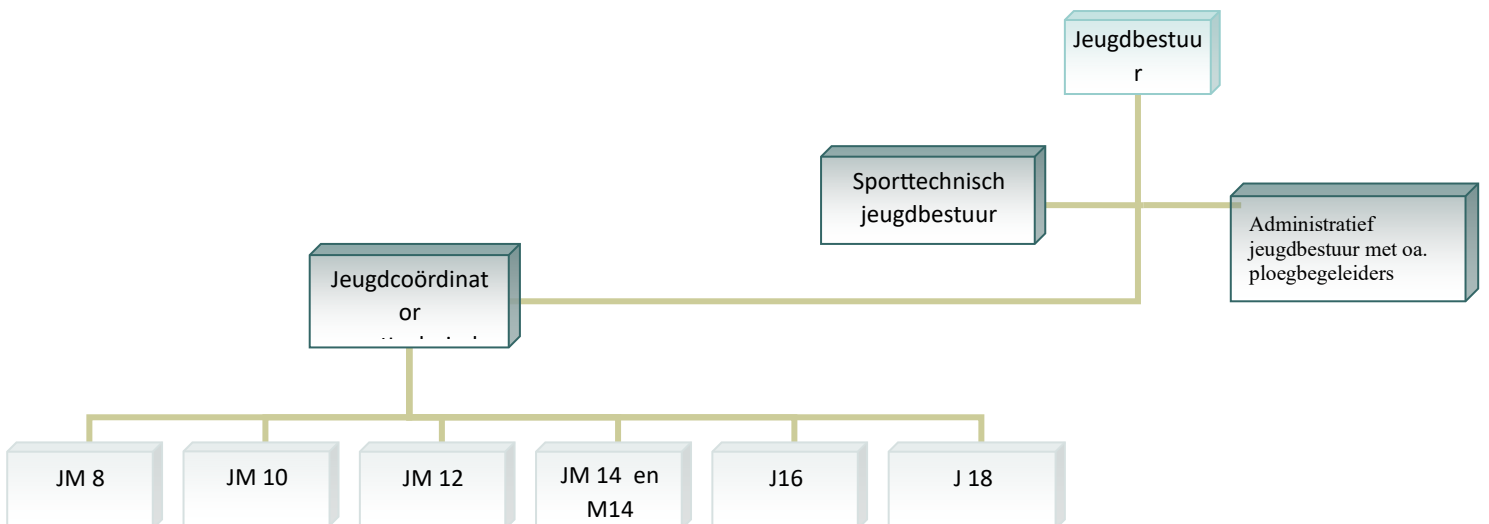 Jeugdbestuu
r
Sporttechnisch
jeugdbestuur
Administratief
jeugdbestuur met oa.
ploegbegeleiders
Jeugdcoördinat
or
JM 8
JM 10
JM 12
JM 14 en
M14
J16
J 18